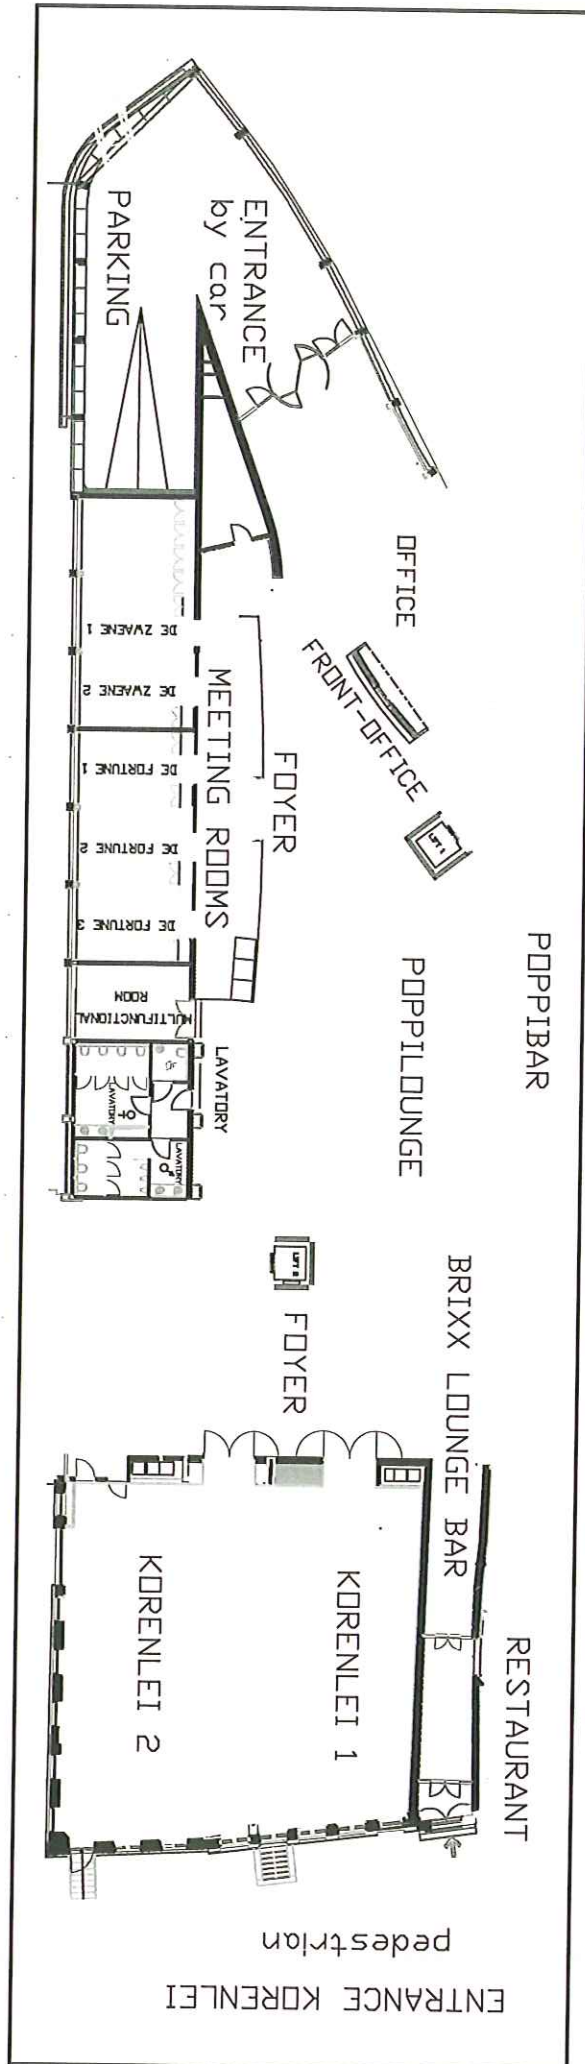 ENTRANCE
by car
PARKING
OFFICE
FRONT-OFFICE
LIFT 1
FOYER
MEETING ROOMS
DE ZWAENE 1
DE ZWAENE 2
DE FORTUNE 1
DE FORTUNE 2
DE FORTUNE 3
MULTIFUNCTIONAL
ROOM
LAVATORY
LAVATORY
LAVATORY
POPPIBAR
POPPILOUNGE
LIFT 2
FOYER
BRIXX LOUNGE BAR
RESTAURANT
KORENLEI 1
KORENLEI 2
pedestrian
ENTRANCE KORENLEI